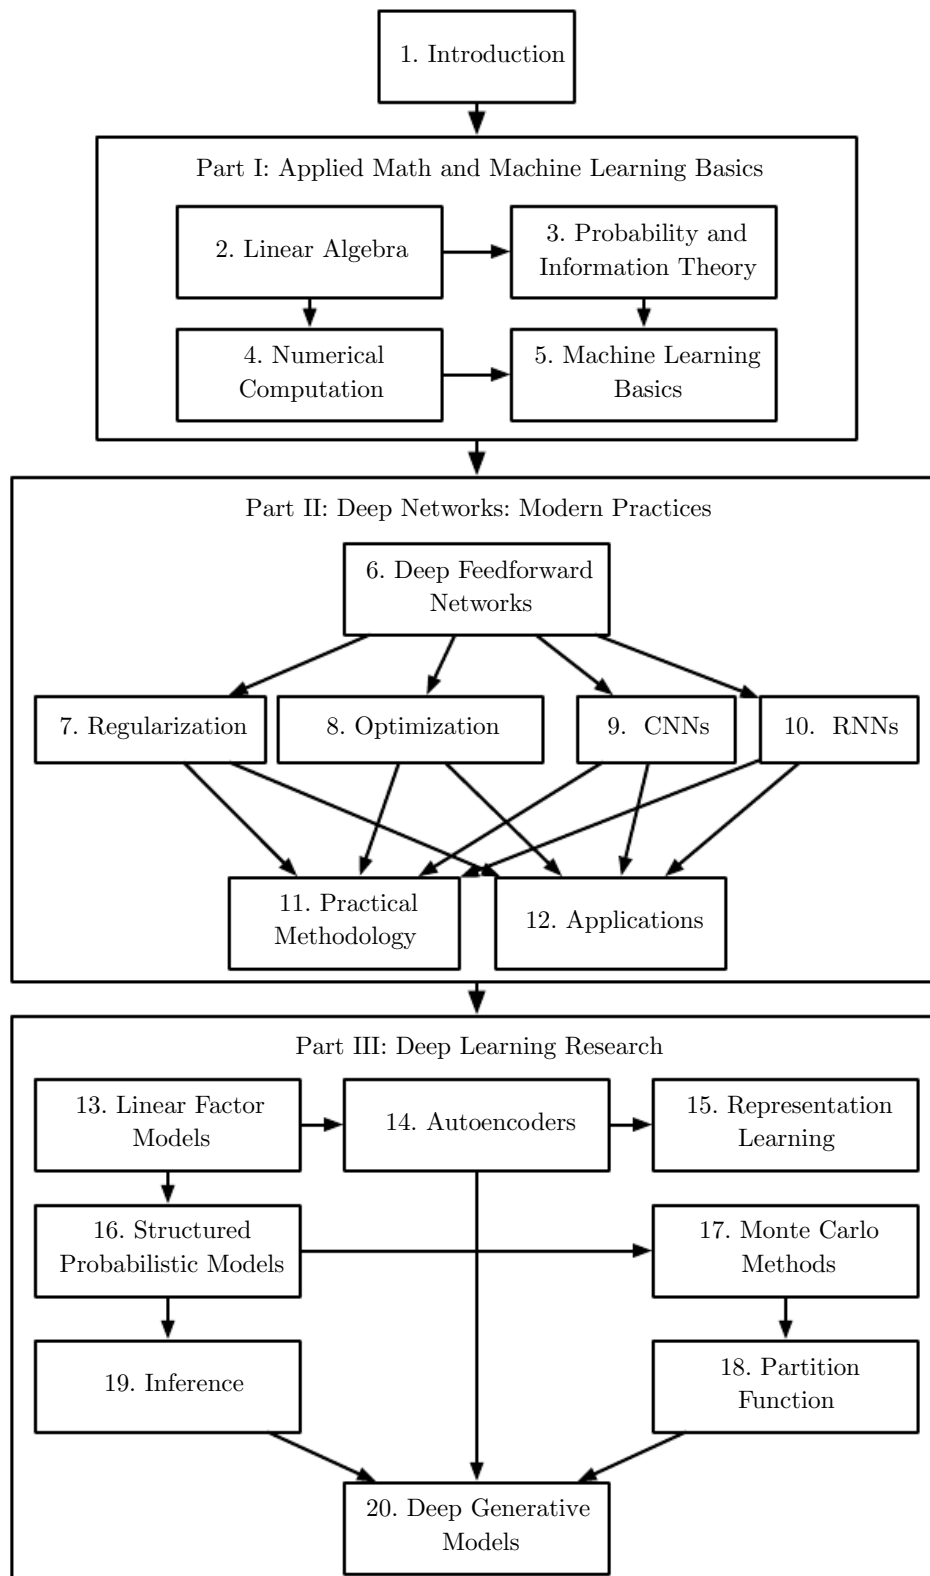 1. Introduction
Part I: Applied Math and Machine Learning Basics
2. Linear Algebra
3. Probability and
Information Theory
4. Numerical
Computation
5. Machine Learning
Basics
Part II: Deep Networks: Modern Practices
6. Deep Feedforward
Networks
7. Regularization
8. Optimization
9. CNNs
10. RNNs
11. Practical
Methodology
12. Applications
Part III: Deep Learning Research
13. Linear Factor
Models
14. Autoencoders
15. Representation
Learning
16. Structured
Probabilistic Models
17. Monte Carlo
Methods
19. Inference
18. Partition
Function
20. Deep Generative
Models